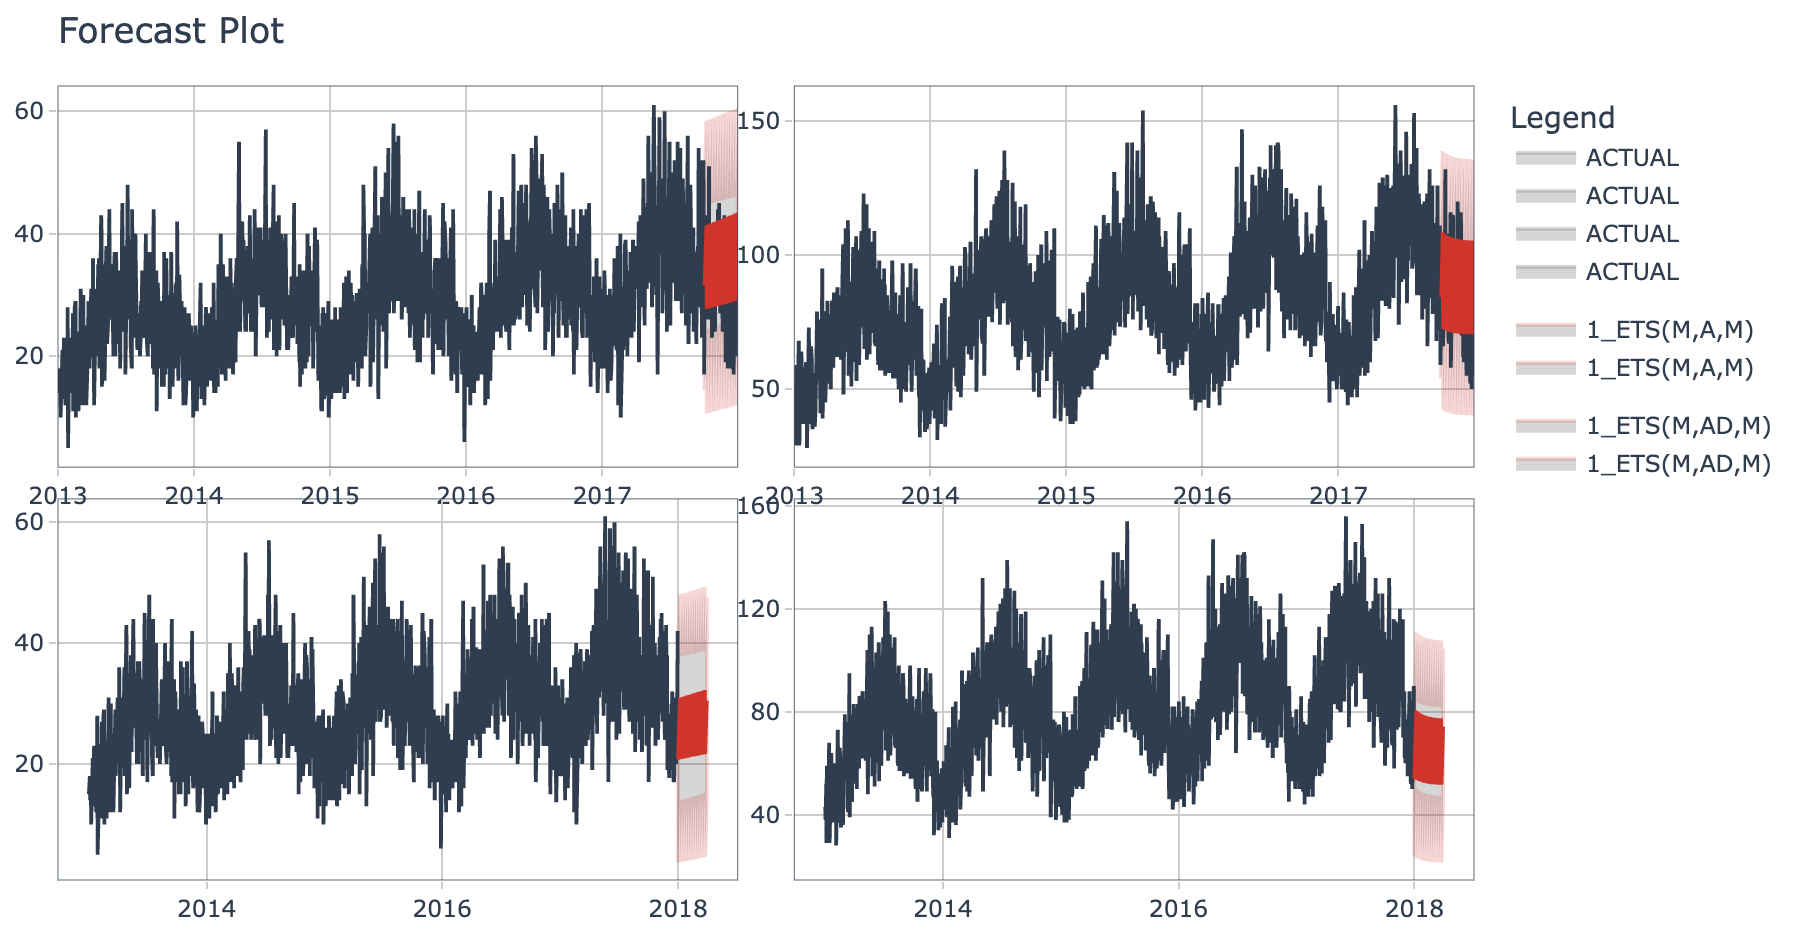 Forecast Plot
60
40
20
2013 2014 2015 2016 2017
150
100
50
2013 2014 2015 2016 2017
60
40
20
2014 2016 2018
160
120
80
40
2014 2016 2018
Legend
ACTUAL
ACTUAL
ACTUAL
ACTUAL
1_ETS(M,A,M)
1_ETS(M,A,M)
1_ETS(M,AD,M)
1_ETS(M,AD,M)